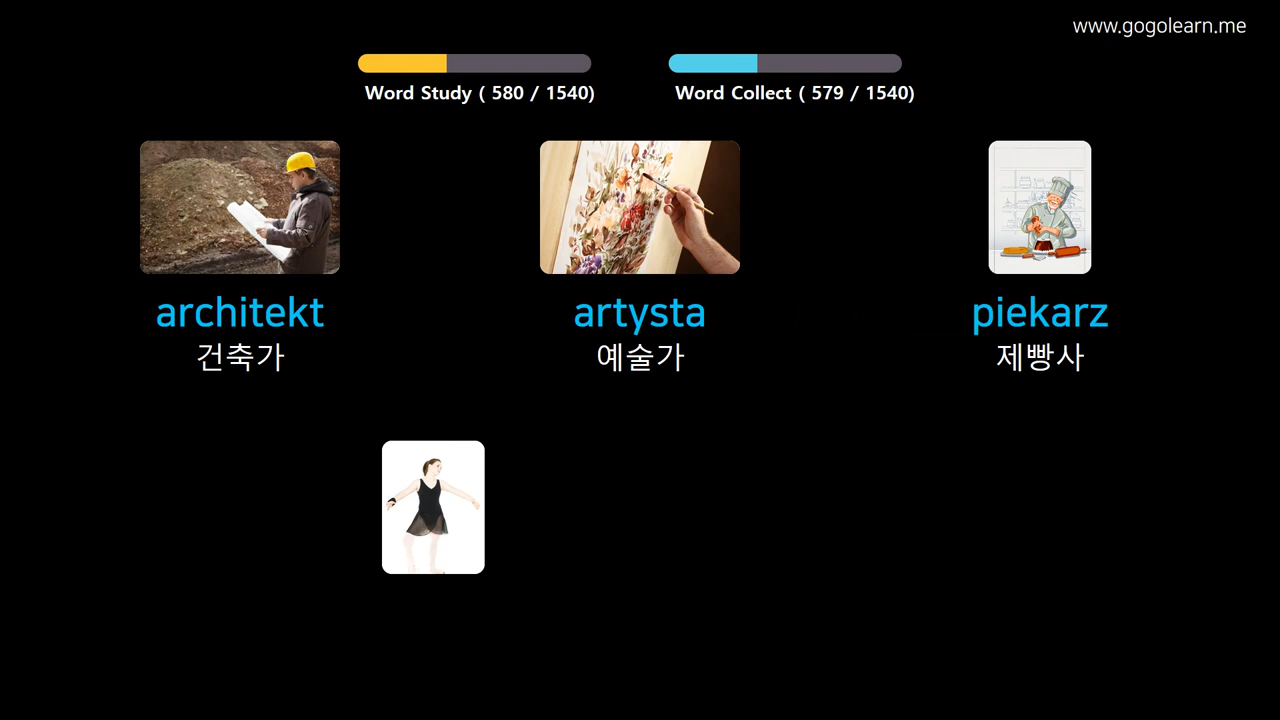 www.gogolearn.me
Word Study ( 580 / 1540)
Word Collect ( 579 / 1540)
architekt
artysta
piekarz
건축가
예술가
제빵사